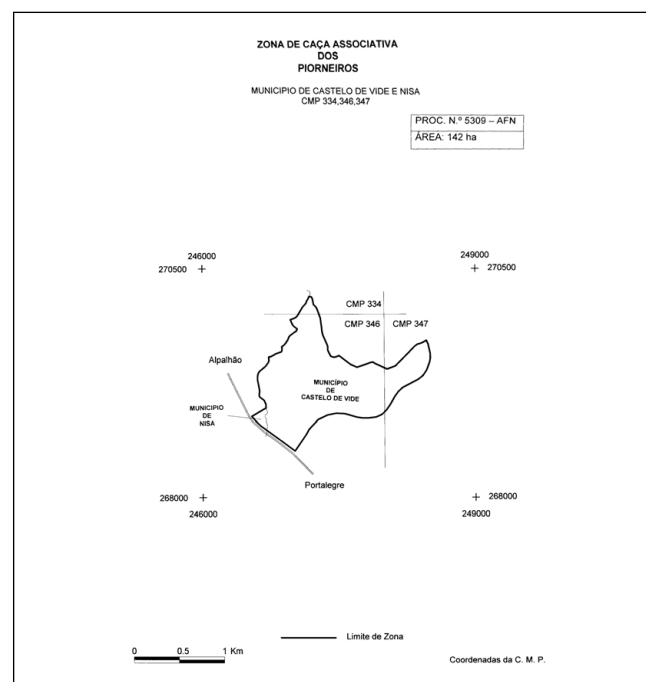 ZONA DE CAÇA ASSOCIATIVA
DOS
PIORNEIROS
MUNICIPIO DE CASTELO DE VIDE E NISA
CMP 334,346,347
PROC. N.º 5309 – AFN
ÁREA: 142 ha
246000
270500
249000
270500
CMP 334
CMP 346
CMP 347
Alpalhão
MUNICÍPIO
DE
CASTELO DE VIDE
MUNICIPIO
DE
NISA
Portalegre
268000
246000
268000
249000
Limite de Zona
0 0.5 1 Km
Coordenadas da C. M. P.